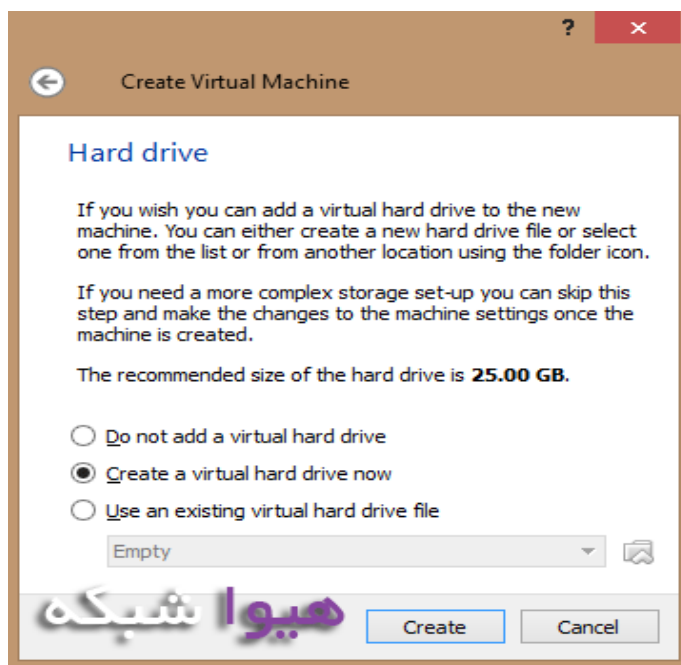 ?
Create Virtual Machine
Hard drive
If you wish you can add a virtual hard drive to the new
machine. You can either create a new hard drive file or select
one from the list or from another location using the folder icon.
If you need a more complex storage set-up you can skip this
step and make the changes to the machine settings once the
machine is created.
The recommended size of the hard drive is 25.00 GB.
Do not add a virtual hard drive
Create a virtual hard drive now
Use an existing virtual hard drive file
Empty
هیوا شبکه
Create Cancel